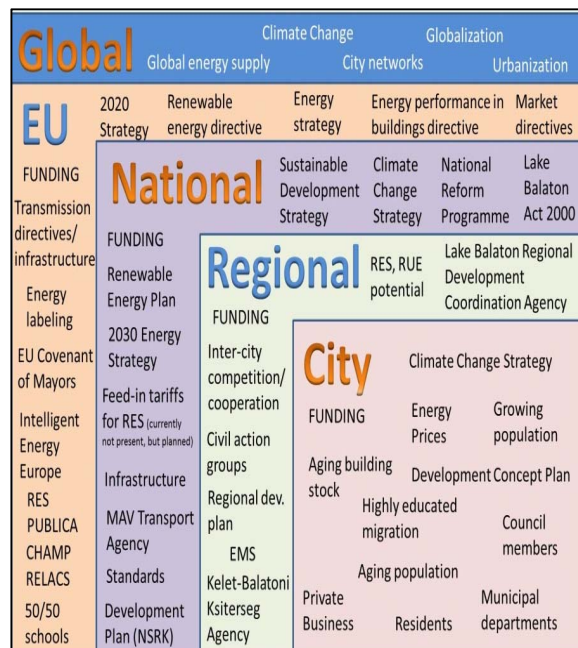 Global
Climate Change
Globalization
Global energy supply
City networks
Urbanization
EU
2020
Strategy
Renewable
energy directive
Energy
strategy
Energy performance in
buildings directive
Market
directives
FUNDING
Transmission
directives/
infrastructure
Energy
labeling
EU Covenant
of Mayors
Intelligent
Energy
Europe
RES
PUBLICA
CHAMP
RELACS
50/50
schools
National
Sustainable
Development
Strategy
Climate
Change
Strategy
National
Reform
Programme
Lake
Balaton
Act 2000
FUNDING
Renewable
Energy Plan
2030 Energy
Strategy
Feed-in tariffs
for RES (currently
not present, but planned)
Infrastructure
MAV Transport
Agency
Standards
Development
Plan (NSRK)
Regional
RES, RUE
potential
Lake Balaton Regional
Development
Coordination Agency
FUNDING
Inter-city
competition/
cooperation
Civil action
groups
Regional dev.
plan
EMS
Kelet-Balatoni
Ksiterseg
Agency
City
Climate Change Strategy
FUNDING
Energy
Prices
Growing
population
Aging building
stock
Development Concept Plan
Highly educated
migration
Council
members
Aging population
Private
Business
Residents
Municipal
departments